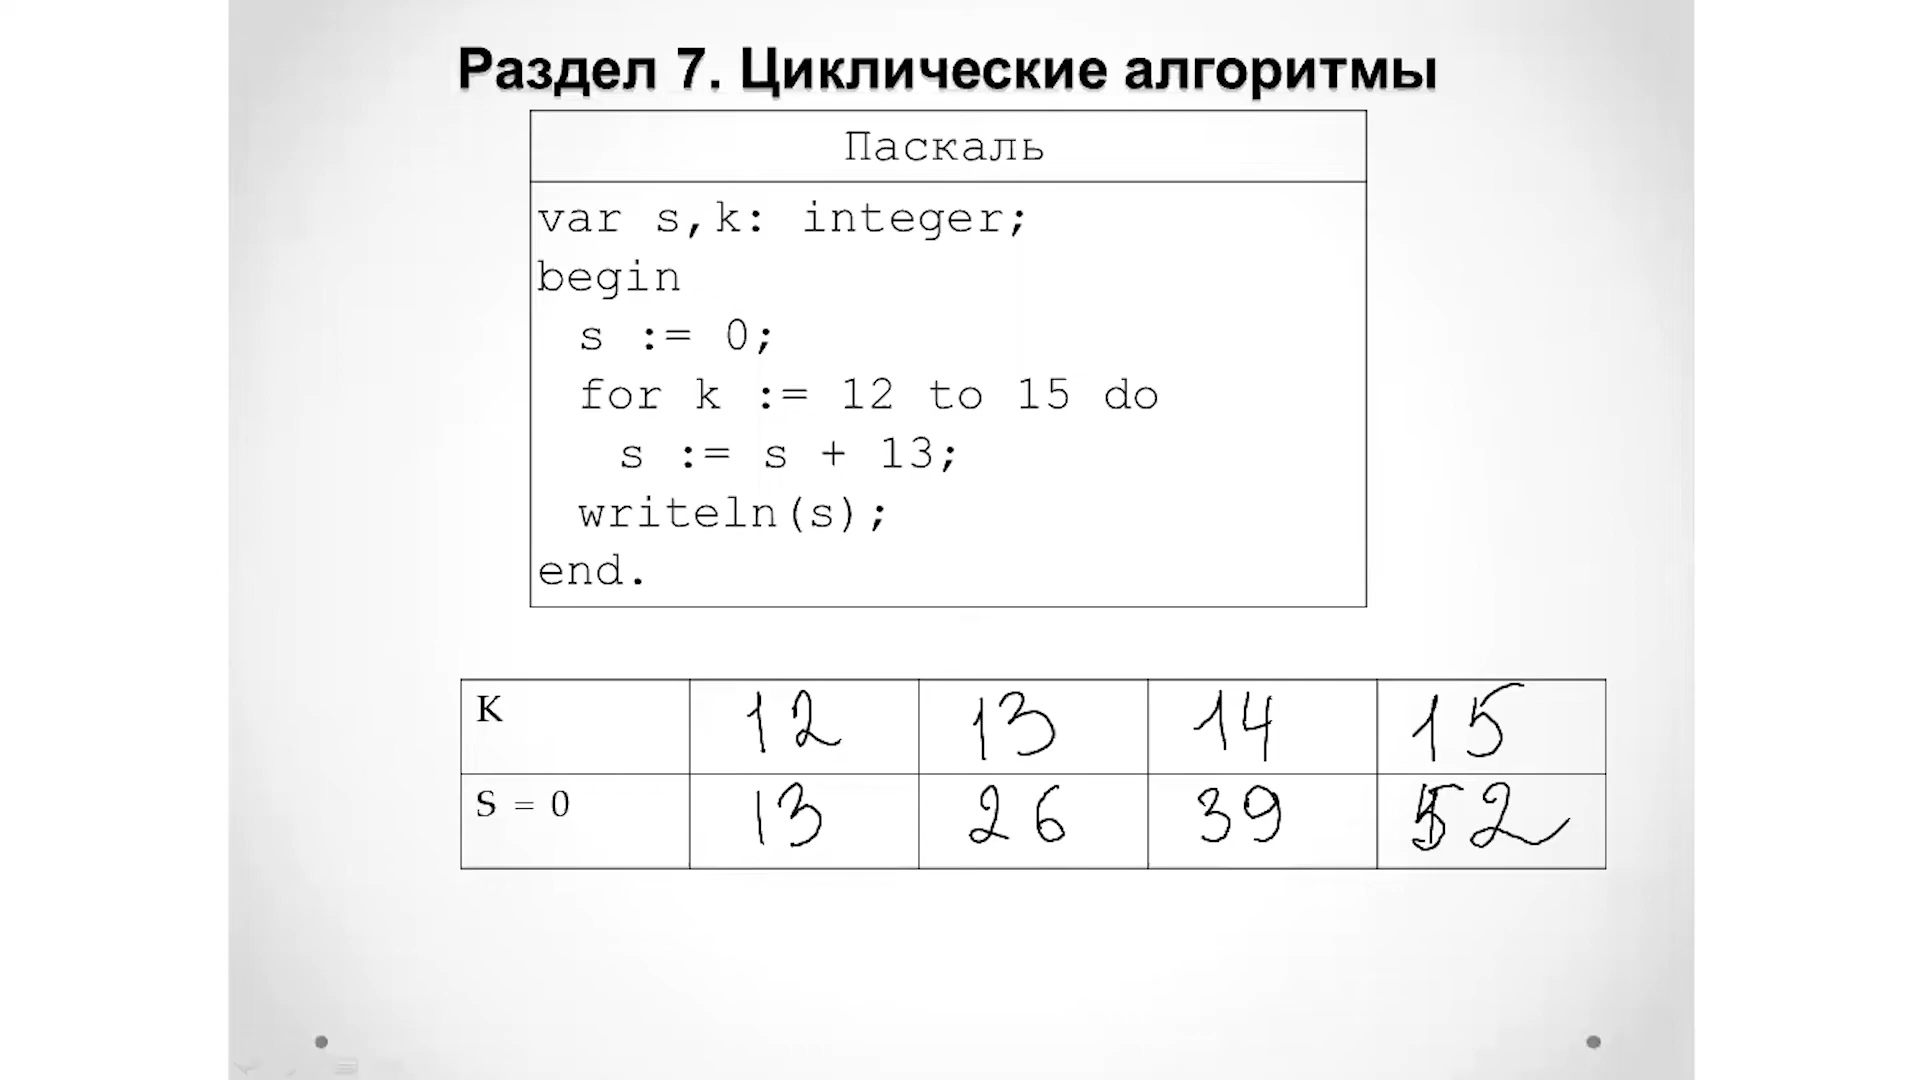 Раздел 7. Циклические алгоритмы
Паскаль
var s,k: integer;
begin
s := 0;
for k := 12 to 15 do
s := s + 13;
writeln(s);
end.
К 12 13 14 15
S = 0 13 26 39 52